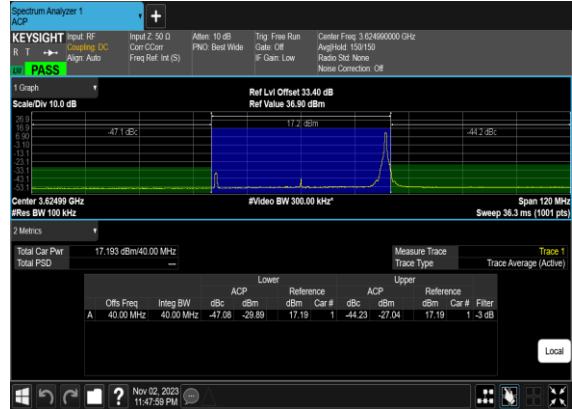 Spectrum Analyzer 1
ACP
KEYSIGHT
R T
LW PASS
Input: RF
Coupling: DC
Align: Auto
Input Z: 50 Ω
Corr CCorr
Freq Ref: Int (S)
Atten: 10 dB
PNO: Best Wide
Trig: Free Run
Gate: Off
IF Gain: Low
Center Freq: 3.624990000 GHz
Avg|Hold: 150/150
Radio Std: None
Noise Correction: Off
1 Graph
Scale/Div 10.0 dB
Ref Lvl Offset 33.40 dB
Ref Value 36.90 dBm
26.9
16.9
6.90
-3.10
-13.1
-23.1
-33.1
-43.1
-53.1
-47.1 dBc
17.2 dBm
-44.2 dBc
Center 3.62499 GHz
#Video BW 300.00 kHz*
Span 120 MHz
#Res BW 100 kHz
Sweep 36.3 ms (1001 pts)
2 Metrics
Total Car Pwr 17.193 dBm/40.00 MHz
Total PSD —
Measure Trace Trace 1
Trace Type Trace Average (Active)
Lower Upper
ACP Reference ACP Reference
Offs Freq Integ BW dBc dBm dBm Car # dBc dBm dBm Car # Filter
A 40.00 MHz 40.00 MHz -47.08 -29.89 17.19 1 -44.23 -27.04 17.19 1 -3 dB
Local
?
Nov 02, 2023
11:47:59 PM